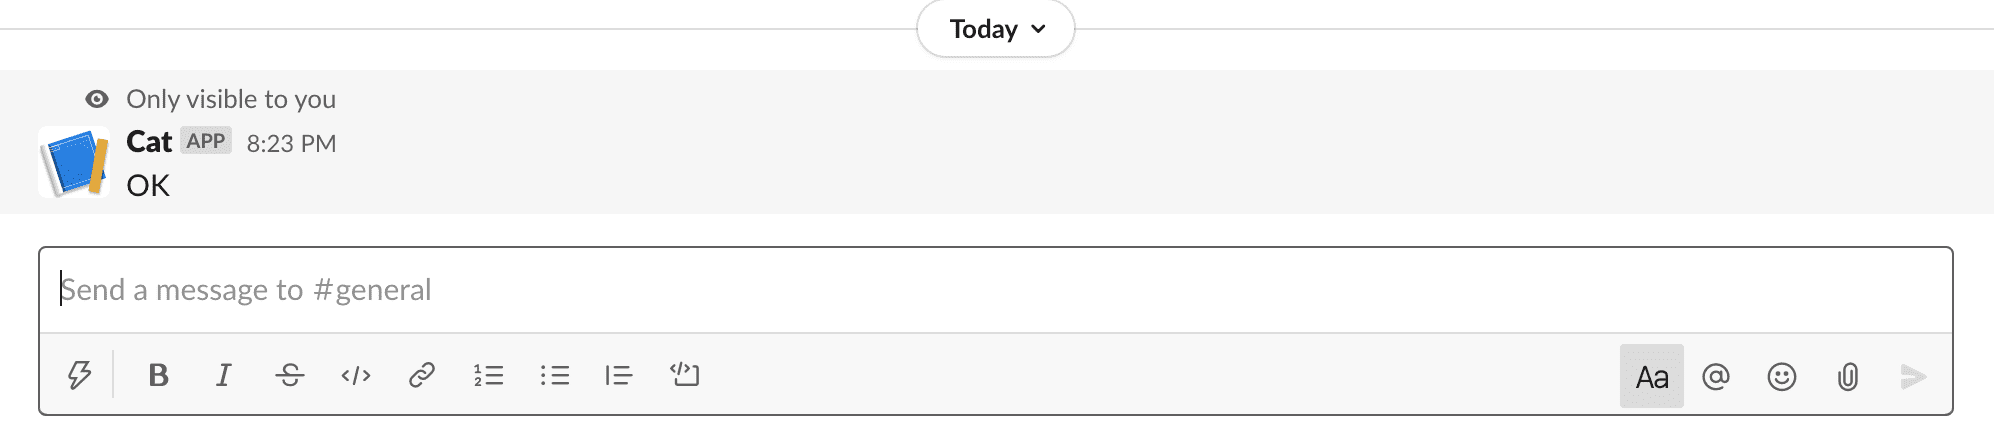 Today
Only visible to you
Cat APP 8:23 PM
OK
Send a message to #general
B I S </> Aa @